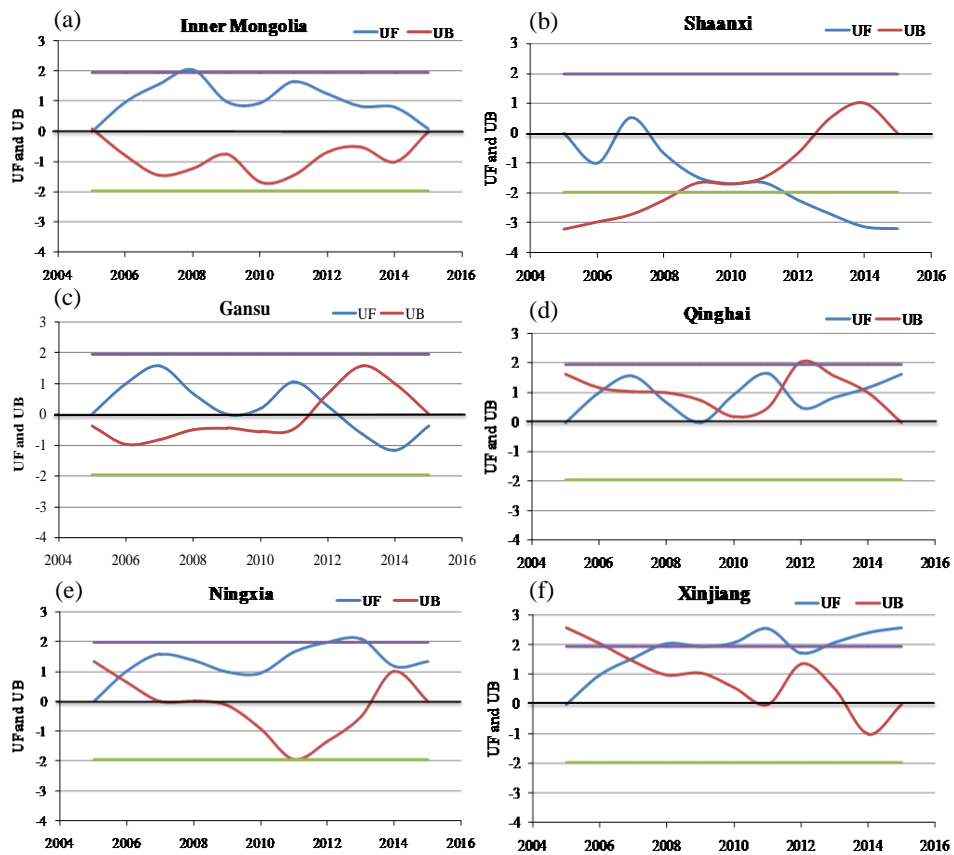 (a)
Inner Mongolia
UF UB
UF and UB
3
2
1
0
-1
-2
-3
-4
2004 2006 2008 2010 2012 2014 2016
(b)
Shaanxi
UF UB
UF and UB
3
2
1
0
-1
-2
-3
-4
2004 2006 2008 2010 2012 2014 2016
(c)
Gansu
UF UB
UF and UB
3
2
1
0
-1
-2
-3
-4
2004 2006 2008 2010 2012 2014 2016
(d)
Qinghai
UF UB
UF and UB
3
2
1
0
-1
-2
-3
-4
2004 2006 2008 2010 2012 2014 2016
(e)
Ningxia
UF UB
UF and UB
3
2
1
0
-1
-2
-3
-4
2004 2006 2008 2010 2012 2014 2016
(f)
Xinjiang
UF UB
UF and UB
3
2
1
0
-1
-2
-3
-4
2004 2006 2008 2010 2012 2014 2016